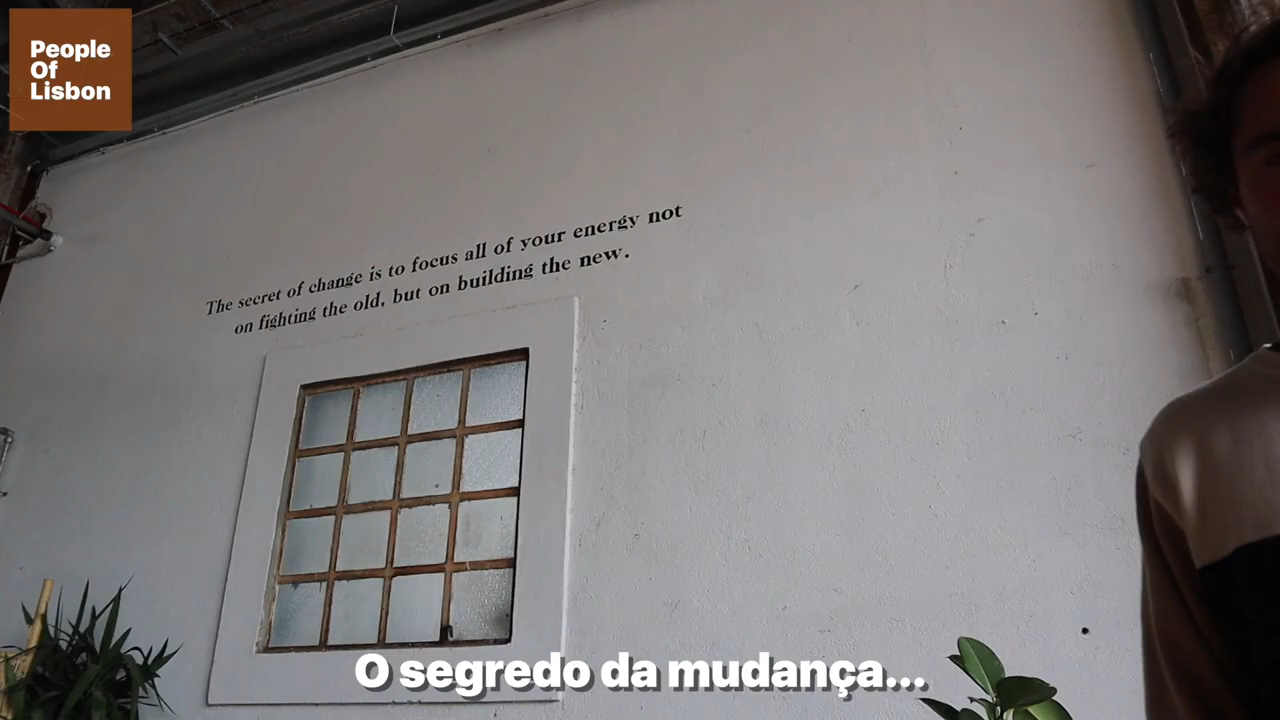 People
Of
Lisbon
The secret of change is to focus all of your energy not
on fighting the old, but on building the new.
O segredo da mudança...